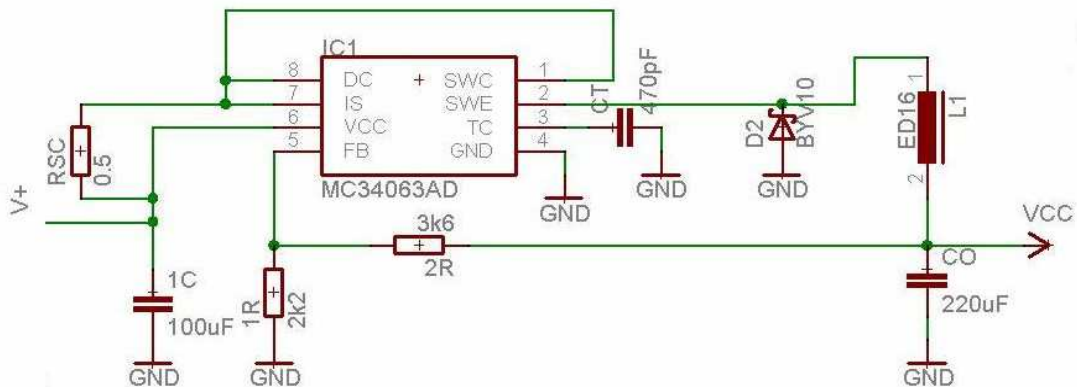 IC1
8 DC + SWC 1
7 IS SWE 2
6 VCC TC 3
5 FB GND 4
MC34063AD
CT
470pF
GND
GND
D2
BYV10
GND
1
ED16
L1
2
RSC
0.5
V+
3k6
2R
VCC
1C
100uF
GND
1R
2k2
GND
CO
220uF
GND